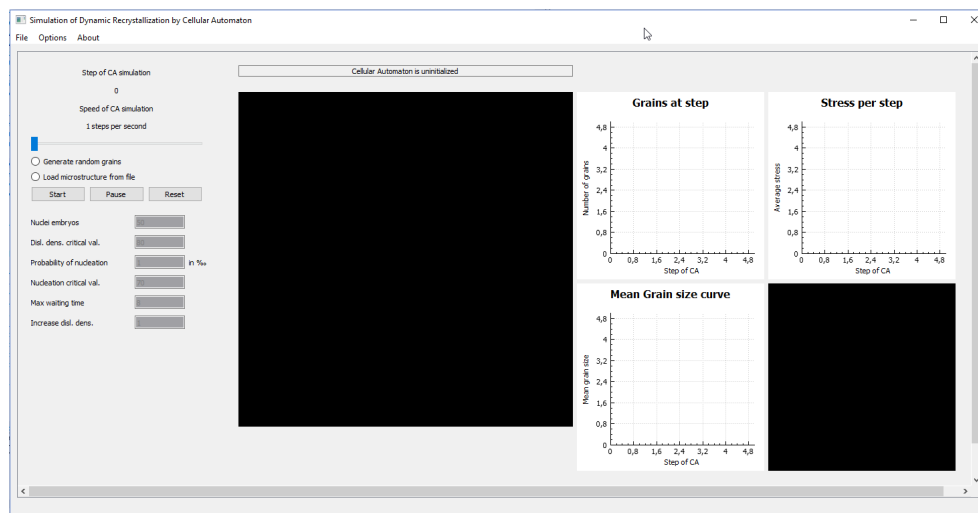 Simulation of Dynamic Recrystallization by Cellular Automaton
File Options About
Step of CA simulation
0
Speed of CA simulation
1 steps per second
Generate random grains
Load microstructure from file
Start Pause Reset
Nuclei embryos
Disl. dens. critical val.
Probability of nucleation in ‰
Nucleation critical val. 70
Max waiting time
Increase disl. dens.
Cellular Automaton is uninitialized
Grains at step
Number of grains
4,8
4
3,2
2,4
1,6
0,8
0
0 0,8 1,6 2,4 3,2 4 4,8
Step of CA
Stress per step
Average stress
4,8
4
3,2
2,4
1,6
0,8
0
0 0,8 1,6 2,4 3,2 4 4,8
Step of CA
Mean Grain size curve
Mean grain size
4,8
4
3,2
2,4
1,6
0,8
0
0 0,8 1,6 2,4 3,2 4 4,8
Step of CA